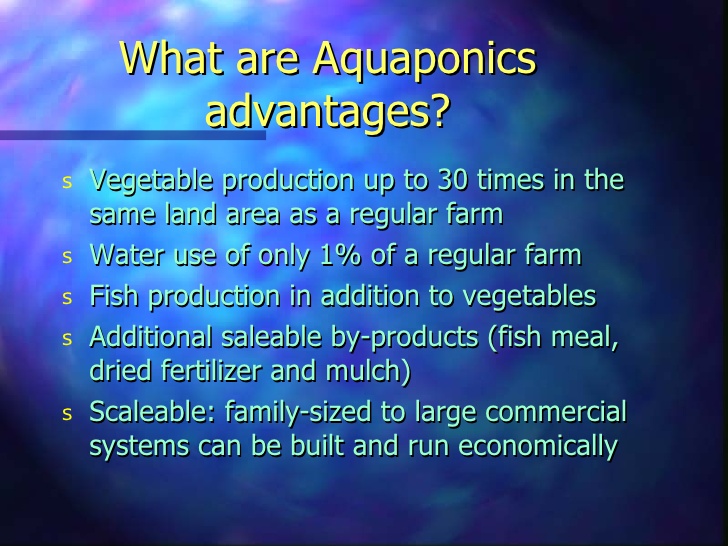 What are Aquaponics
advantages?
s Vegetable production up to 30 times in the
same land area as a regular farm
s Water use of only 1% of a regular farm
s Fish production in addition to vegetables
s Additional saleable by-products (fish meal,
dried fertilizer and mulch)
s Scaleable: family-sized to large commercial
systems can be built and run economically